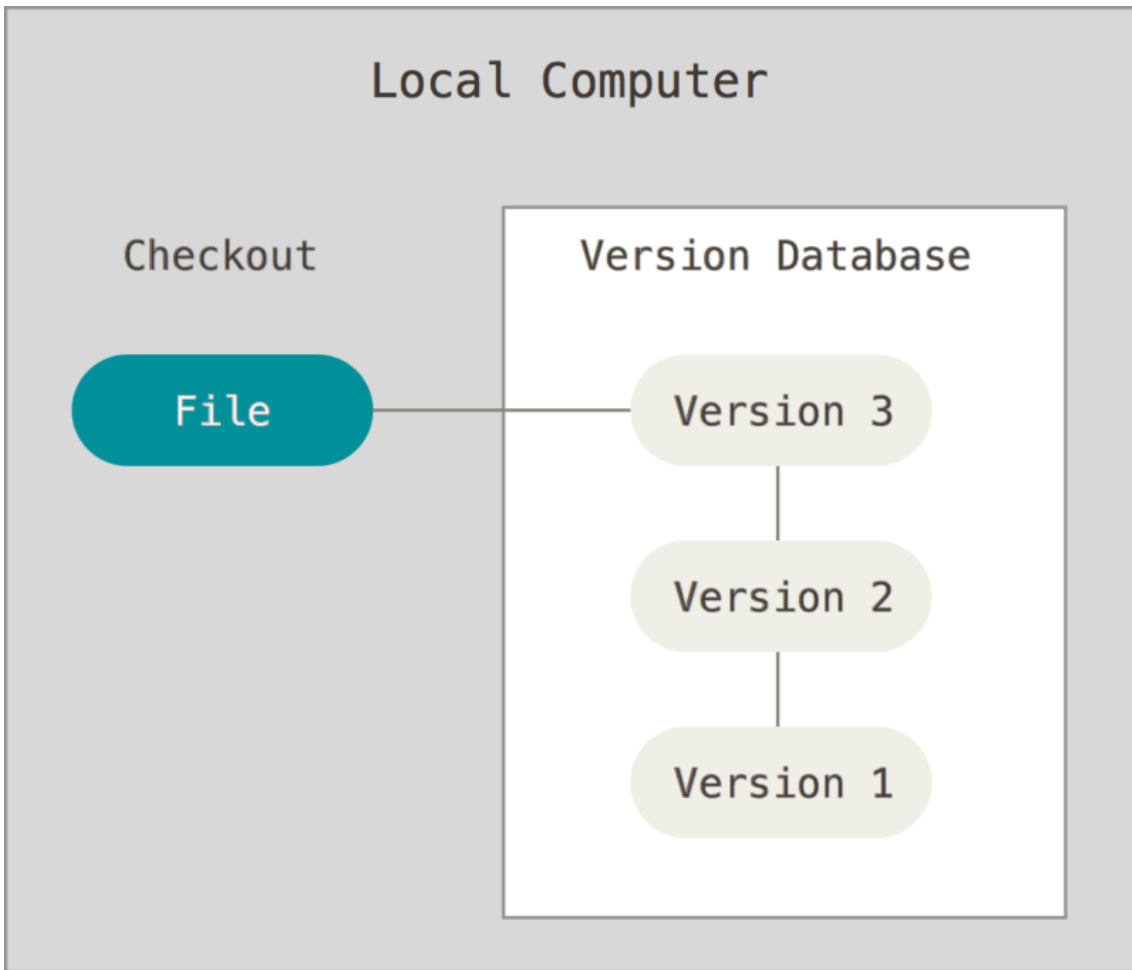 Local Computer
Checkout
Version Database
File
Version 3
Version 2
Version 1